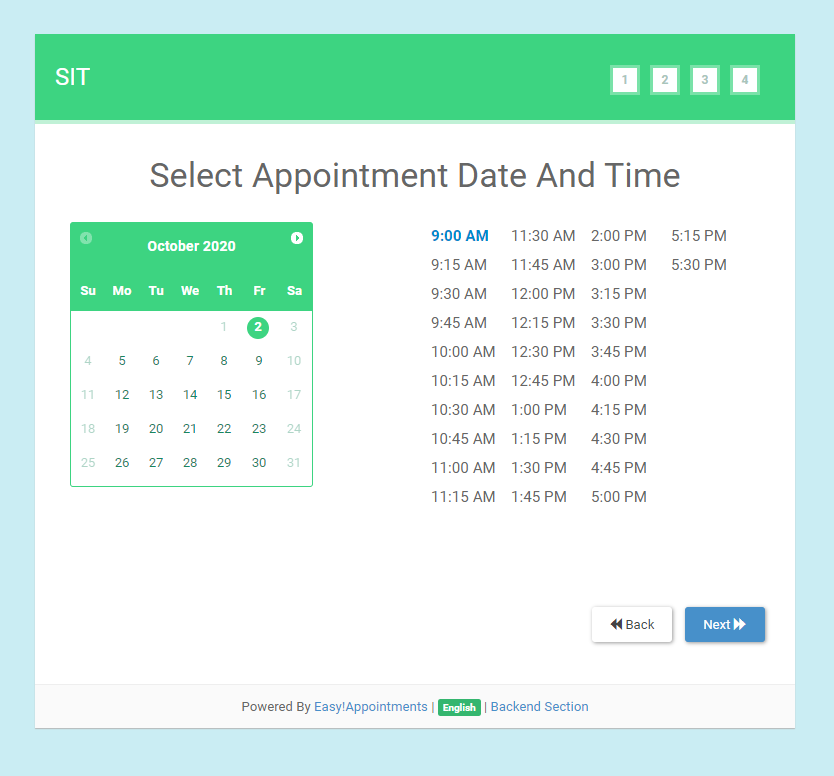 SIT
1 2 3 4
Select Appointment Date And Time
October 2020
Su Mo Tu We Th Fr Sa
1 2 3
4 5 6 7 8 9 10
11 12 13 14 15 16 17
18 19 20 21 22 23 24
25 26 27 28 29 30 31
9:00 AM 11:30 AM 2:00 PM 5:15 PM
9:15 AM 11:45 AM 3:00 PM 5:30 PM
9:30 AM 12:00 PM 3:15 PM
9:45 AM 12:15 PM 3:30 PM
10:00 AM 12:30 PM 3:45 PM
10:15 AM 12:45 PM 4:00 PM
10:30 AM 1:00 PM 4:15 PM
10:45 AM 1:15 PM 4:30 PM
11:00 AM 1:30 PM 4:45 PM
11:15 AM 1:45 PM 5:00 PM
Back Next
Powered By Easy!Appointments | English | Backend Section